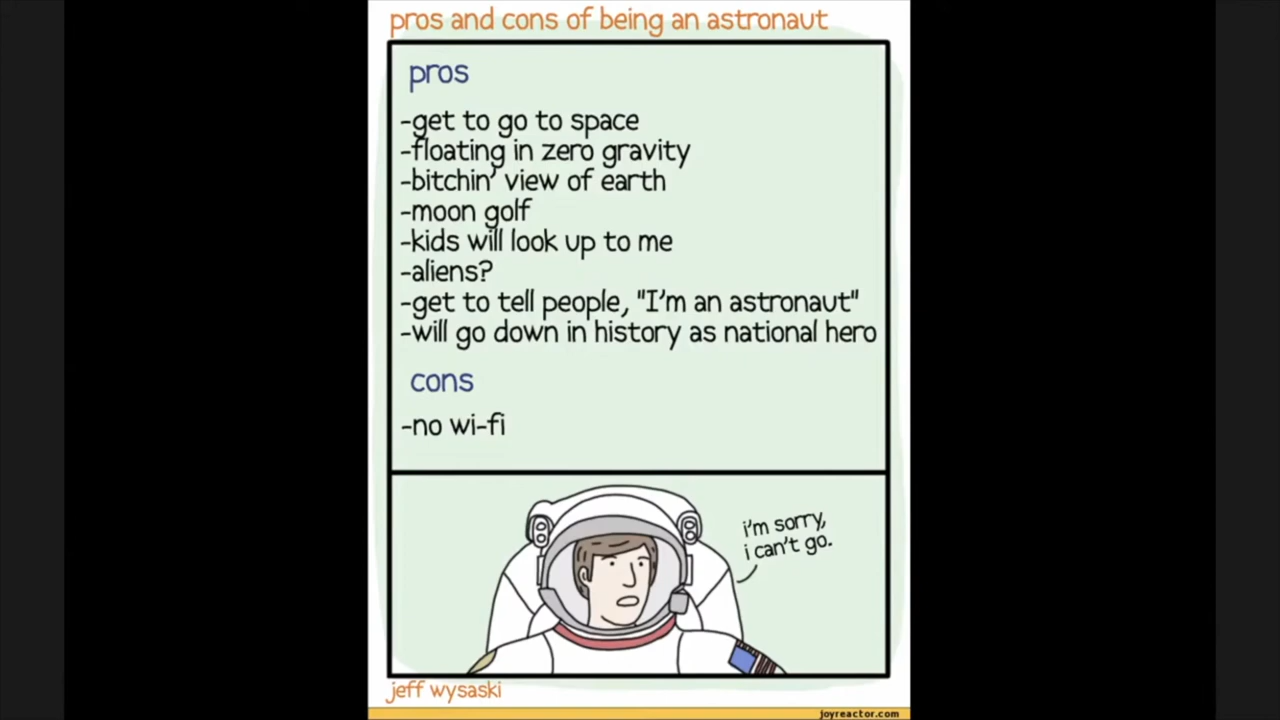 pros and cons of being an astronaut
pros
-get to go to space
-floating in zero gravity
-bitchin' view of earth
-moon golf
-kids will look up to me
-aliens?
-get to tell people, "I'm an astronaut"
-will go down in history as national hero
cons
-no wi-fi
i'm sorry,
i can't go.
jeff wysaski
joyreactor.com